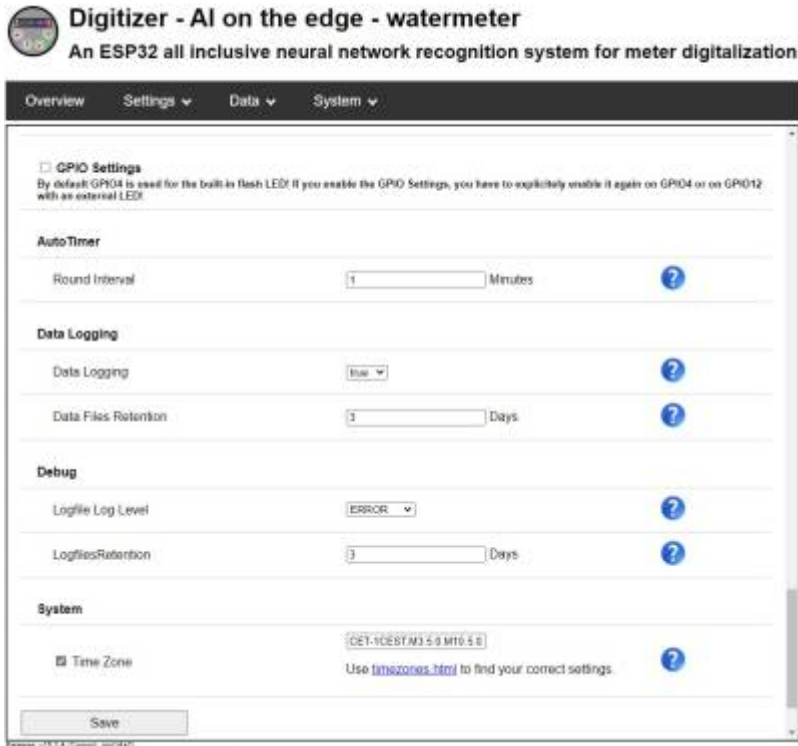 Digitizer - AI on the edge - watermeter
An ESP32 all inclusive neural network recognition system for meter digitalization
Overview Settings Data System
GPIO Settings
By default GPIO4 is used for the built-in flash LED! If you enable the GPIO Settings, you have to explicitely enable it again on GPIO4 or on GPIO12
with an external LED!
AutoTimer
Round Interval 1 Minutes
Data Logging
Data Logging true
Data Files Retention 3 Days
Debug
Logfile Log Level ERROR
LogfilesRetention 3 Days
System
CET-1CEST,M3.5.0,M10.5.0
Time Zone
Use timezones.html to find your correct settings
Save